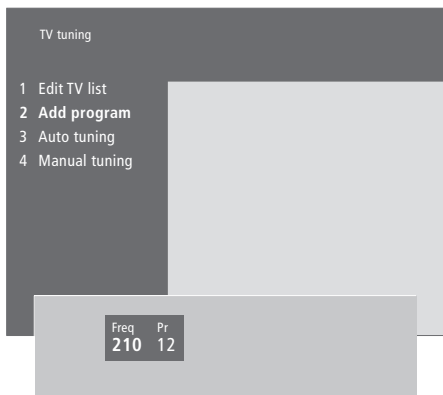 TV tuning
1 Edit TV list
2 Add program
3 Auto tuning
4 Manual tuning
Freq Pr
210 12